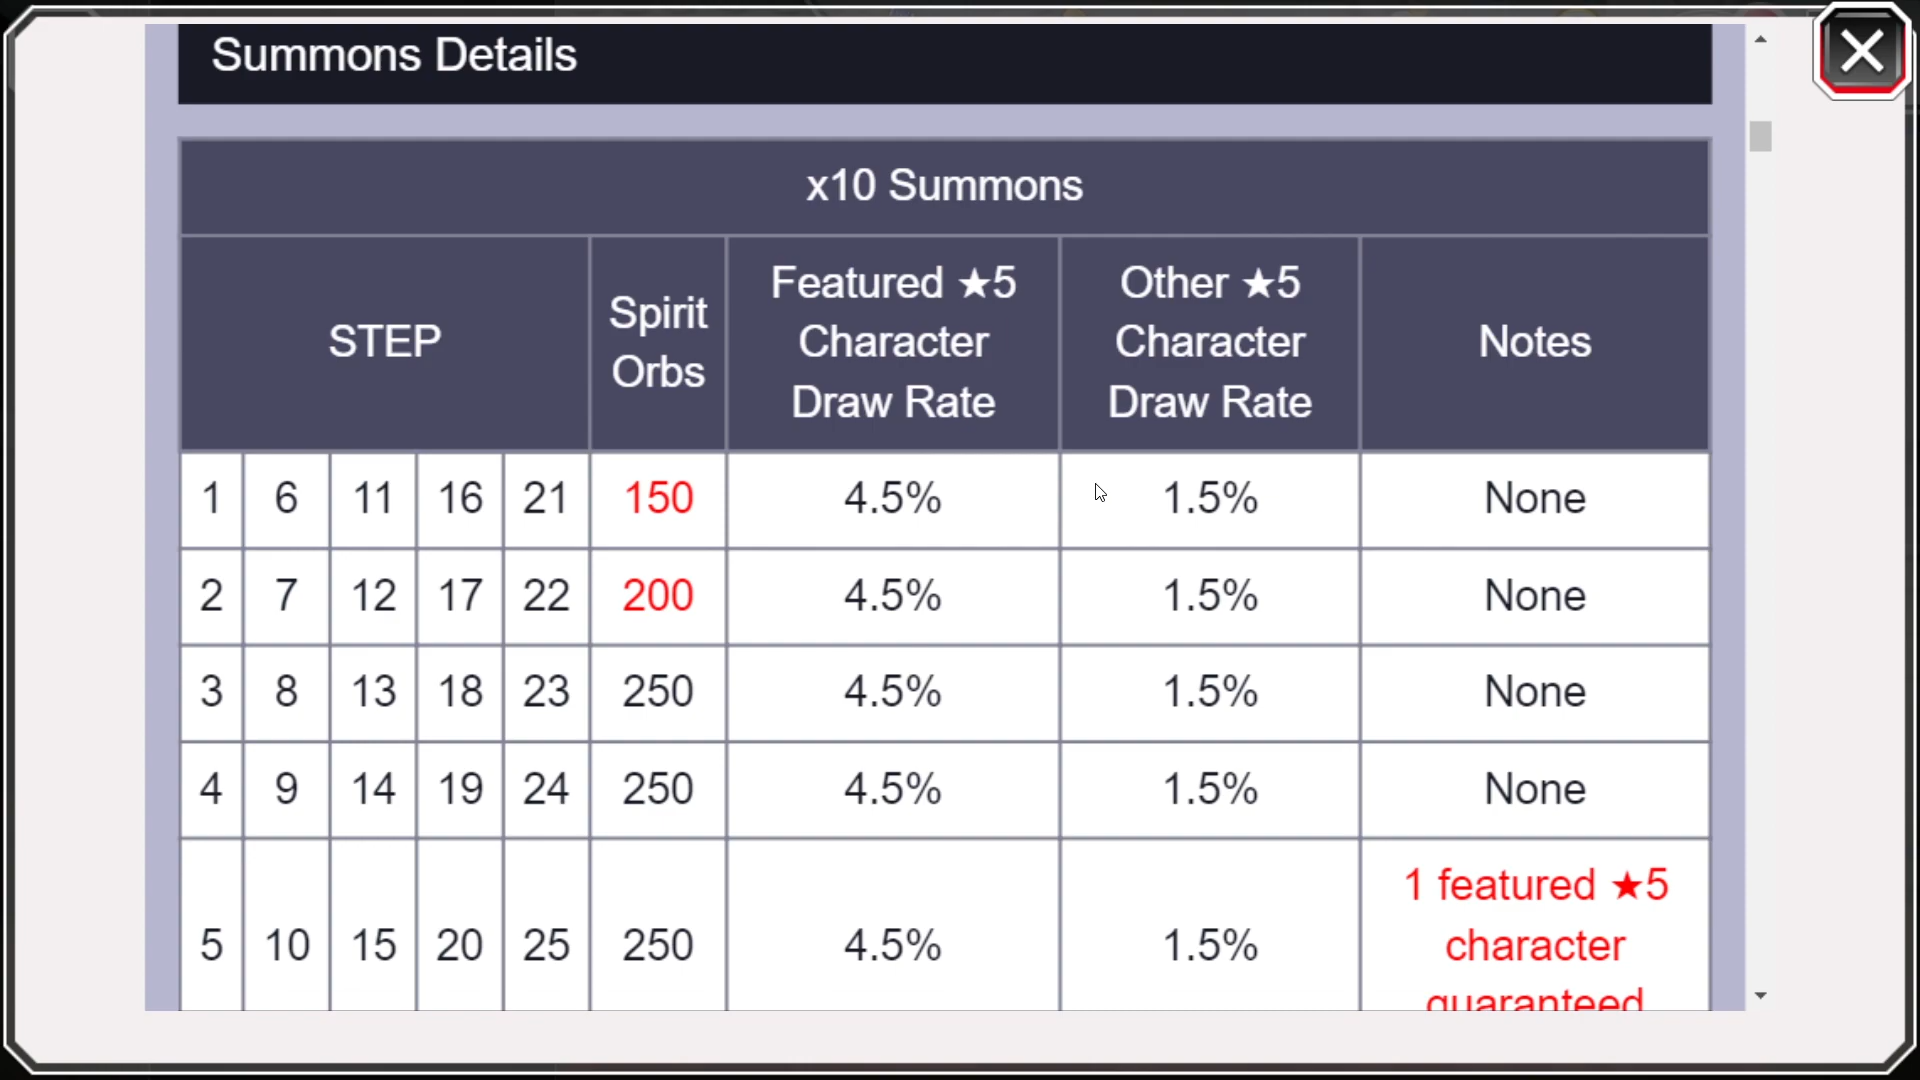 Summons Details
x10 Summons
STEP
Spirit
Orbs
Featured ★5
Character
Draw Rate
Other ★5
Character
Draw Rate
Notes
1 6 11 16 21 150 4.5% 1.5% None
2 7 12 17 22 200 4.5% 1.5% None
3 8 13 18 23 250 4.5% 1.5% None
4 9 14 19 24 250 4.5% 1.5% None
5 10 15 20 25 250 4.5% 1.5%
1 featured ★5
character
guaranteed